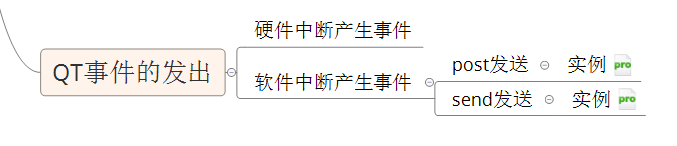 硬件中断产生事件
QT事件的发出
软件中断产生事件
post发送
实例
pro
send发送
实例
pro